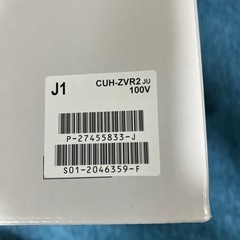 J1 CUH-ZVR2 JU
100V
P-27455833-J
S01-2046359-F